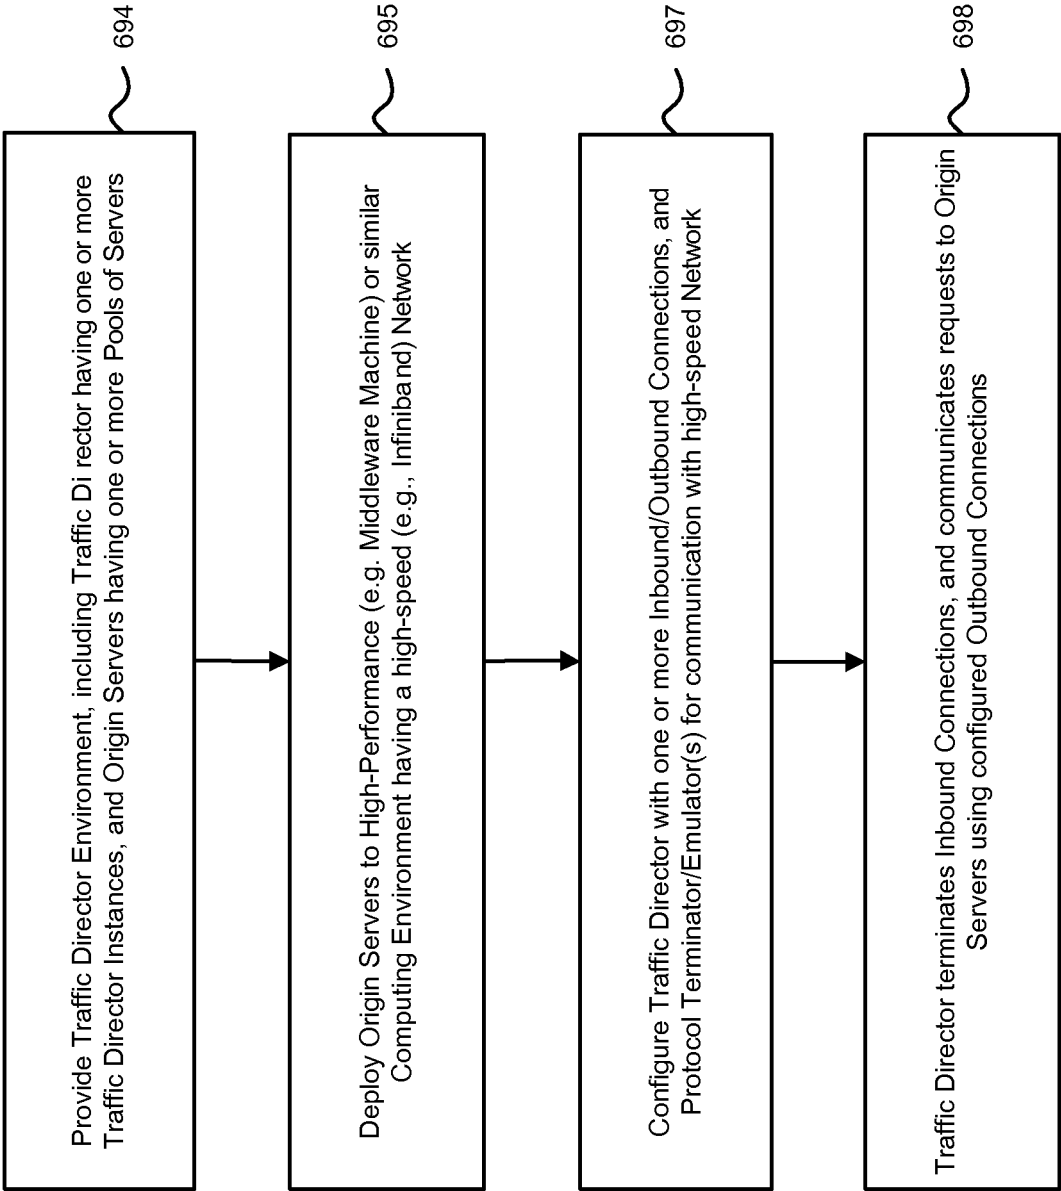 Provide Traffic Director Environment, including Traffic Di rector having one or more
Traffic Director Instances, and Origin Servers having one or more Pools of Servers
694
Deploy Origin Servers to High-Performance (e.g. Middleware Machine) or similar
Computing Environment having a high-speed (e.g., Infiniband) Network
695
Configure Traffic Director with one or more Inbound/Outbound Connections, and
Protocol Terminator/Emulator(s) for communication with high-speed Network
697
Traffic Director terminates Inbound Connections, and communicates requests to Origin
Servers using configured Outbound Connections
698